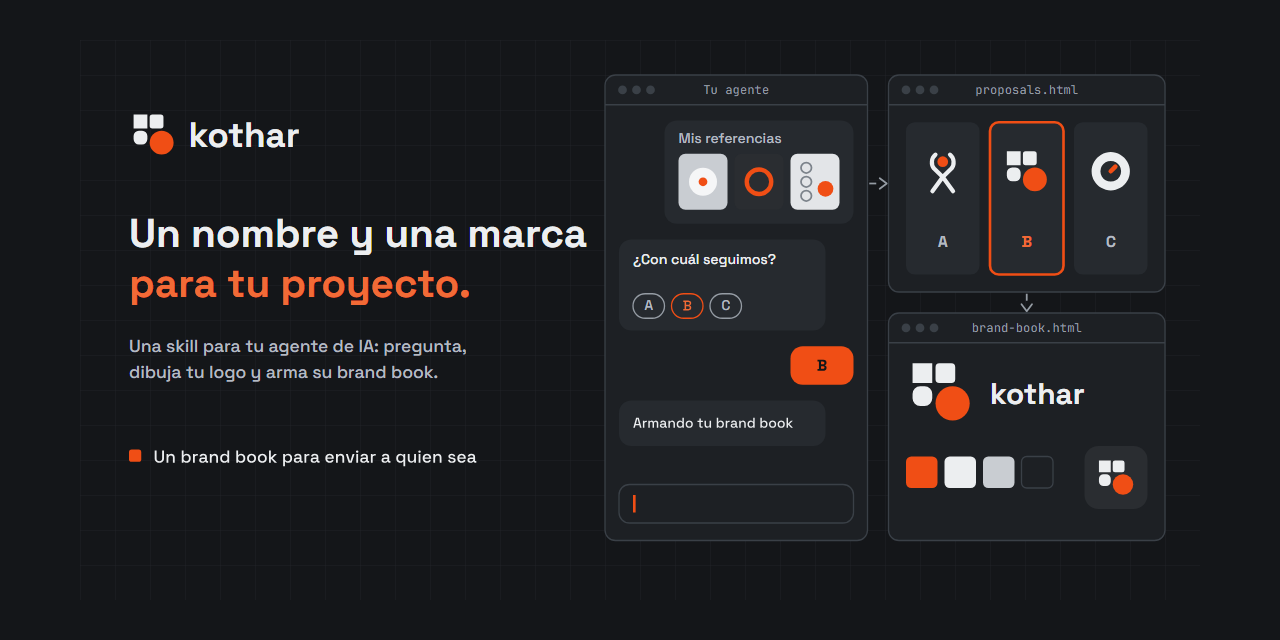 kothar
Un nombre y una marca
para tu proyecto.
Una skill para tu agente de IA: pregunta,
dibuja tu logo y arma su brand book.
Un brand book para enviar a quien sea
Tu agente
Mis referencias
¿Con cuál seguimos?
A B C
B
Armando tu brand book
proposals.html
A B C
brand-book.html
kothar